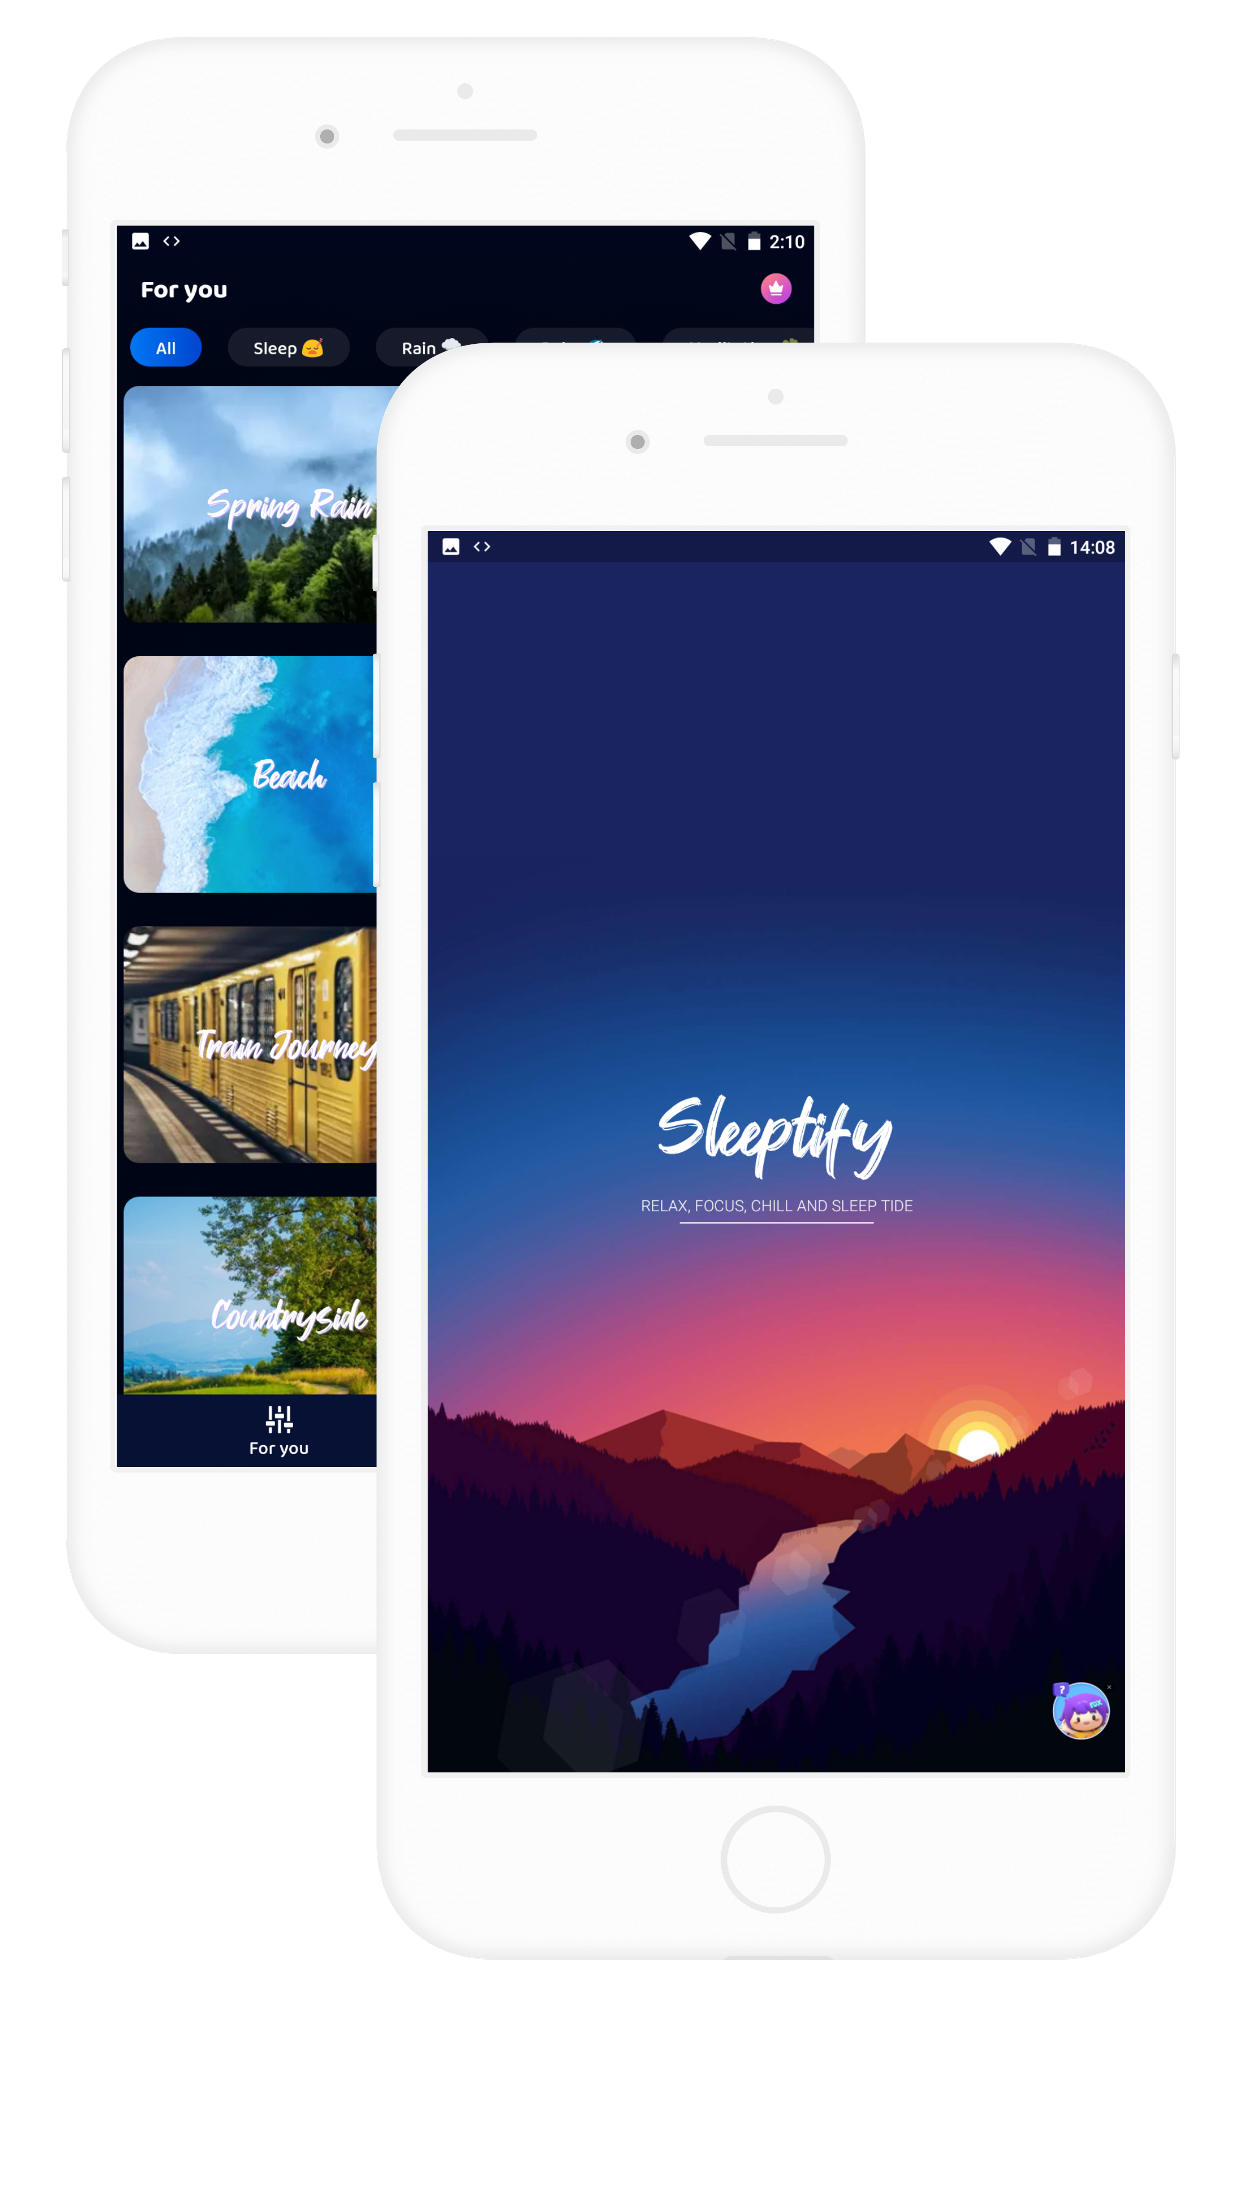 2:10
For you
All
Sleep
Rain
Spring Rain
Beach
Train Journey
Countryside
For you
14:08
Sleeptify
RELAX, FOCUS, CHILL AND SLEEP TIDE
?